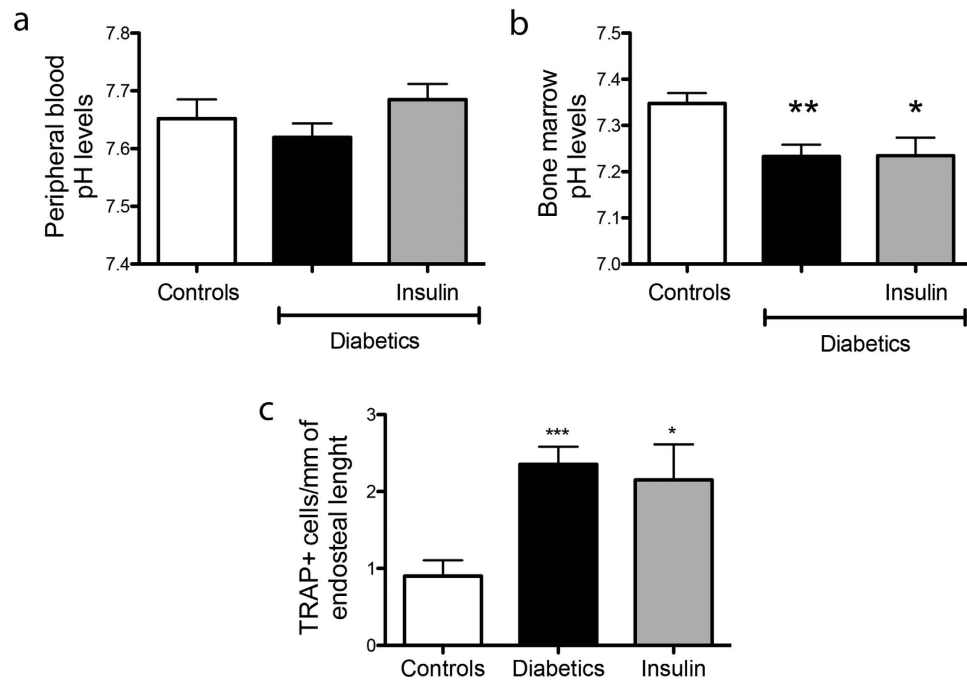 a
Peripheral blood
pH levels
7.8
7.7
7.6
7.5
7.4
Controls
Insulin
Diabetics
b
Bone marrow
pH levels
7.5
7.4
7.3
7.2
7.1
7.0
**
*
Controls
Insulin
Diabetics
c
TRAP+ cells/mm of
endosteal lenght
3
2
1
0
***
*
Controls
Diabetics
Insulin